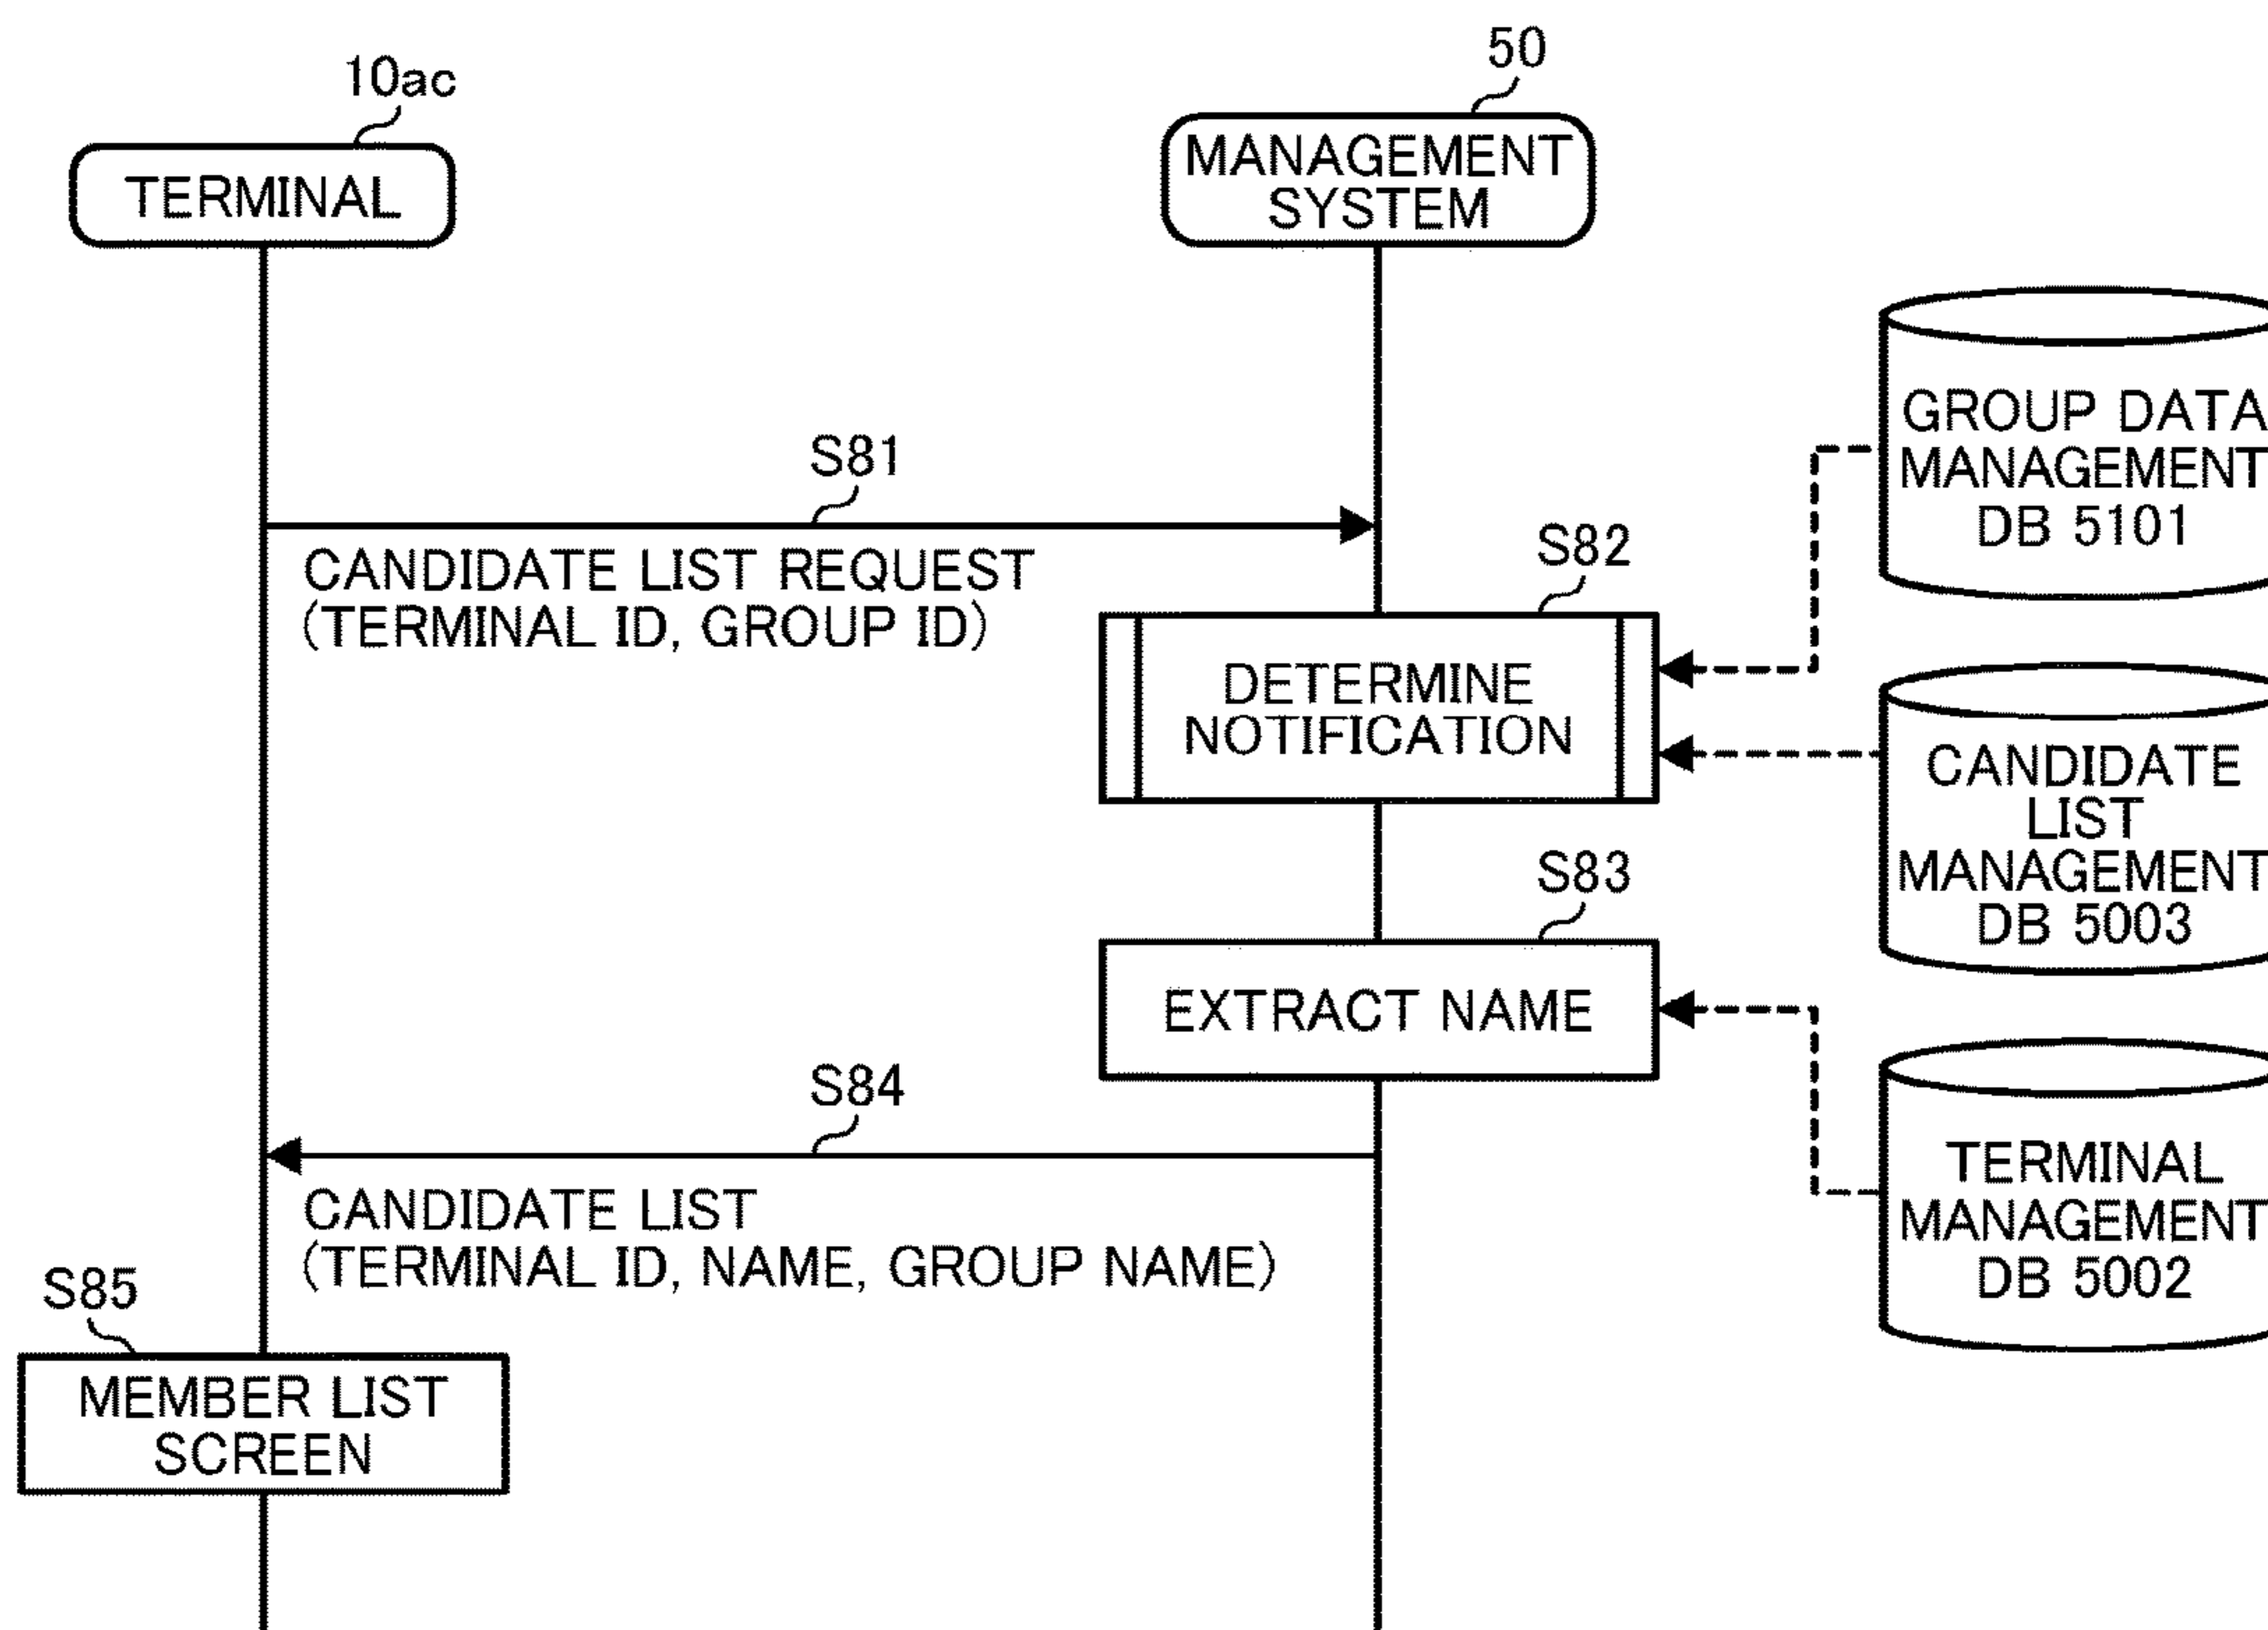 10ac
50
TERMINAL
MANAGEMENT
SYSTEM
S81
CANDIDATE LIST REQUEST
(TERMINAL ID, GROUP ID)
GROUP DATA
MANAGEMENT
DB 5101
S82
DETERMINE
NOTIFICATION
CANDIDATE
LIST
MANAGEMENT
DB 5003
S83
EXTRACT NAME
S84
CANDIDATE LIST
(TERMINAL ID, NAME, GROUP NAME)
TERMINAL
MANAGEMENT
DB 5002
S85
MEMBER LIST
SCREEN